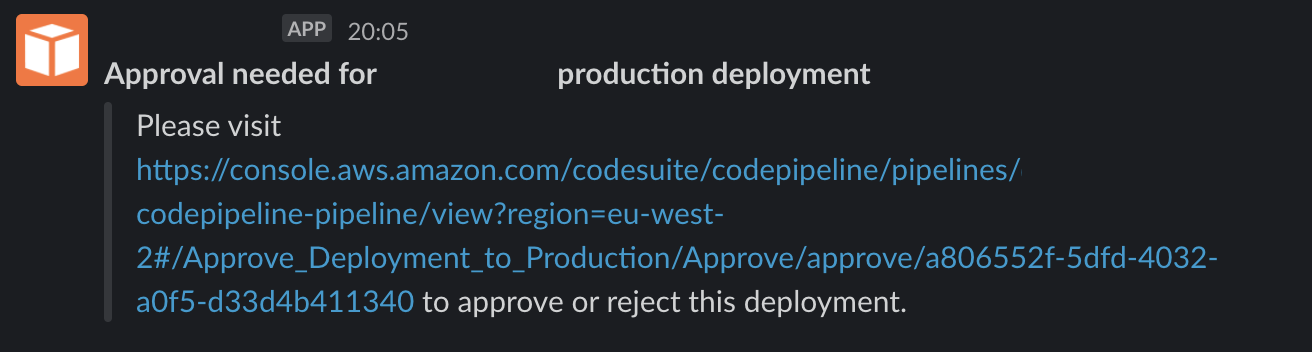 APP 20:05
Approval needed for production deployment
Please visit
https://console.aws.amazon.com/codesuite/codepipeline/pipelines/
codepipeline-pipeline/view?region=eu-west-
2#/Approve_Deployment_to_Production/Approve/approve/a806552f-5dfd-4032-
a0f5-d33d4b411340 to approve or reject this deployment.